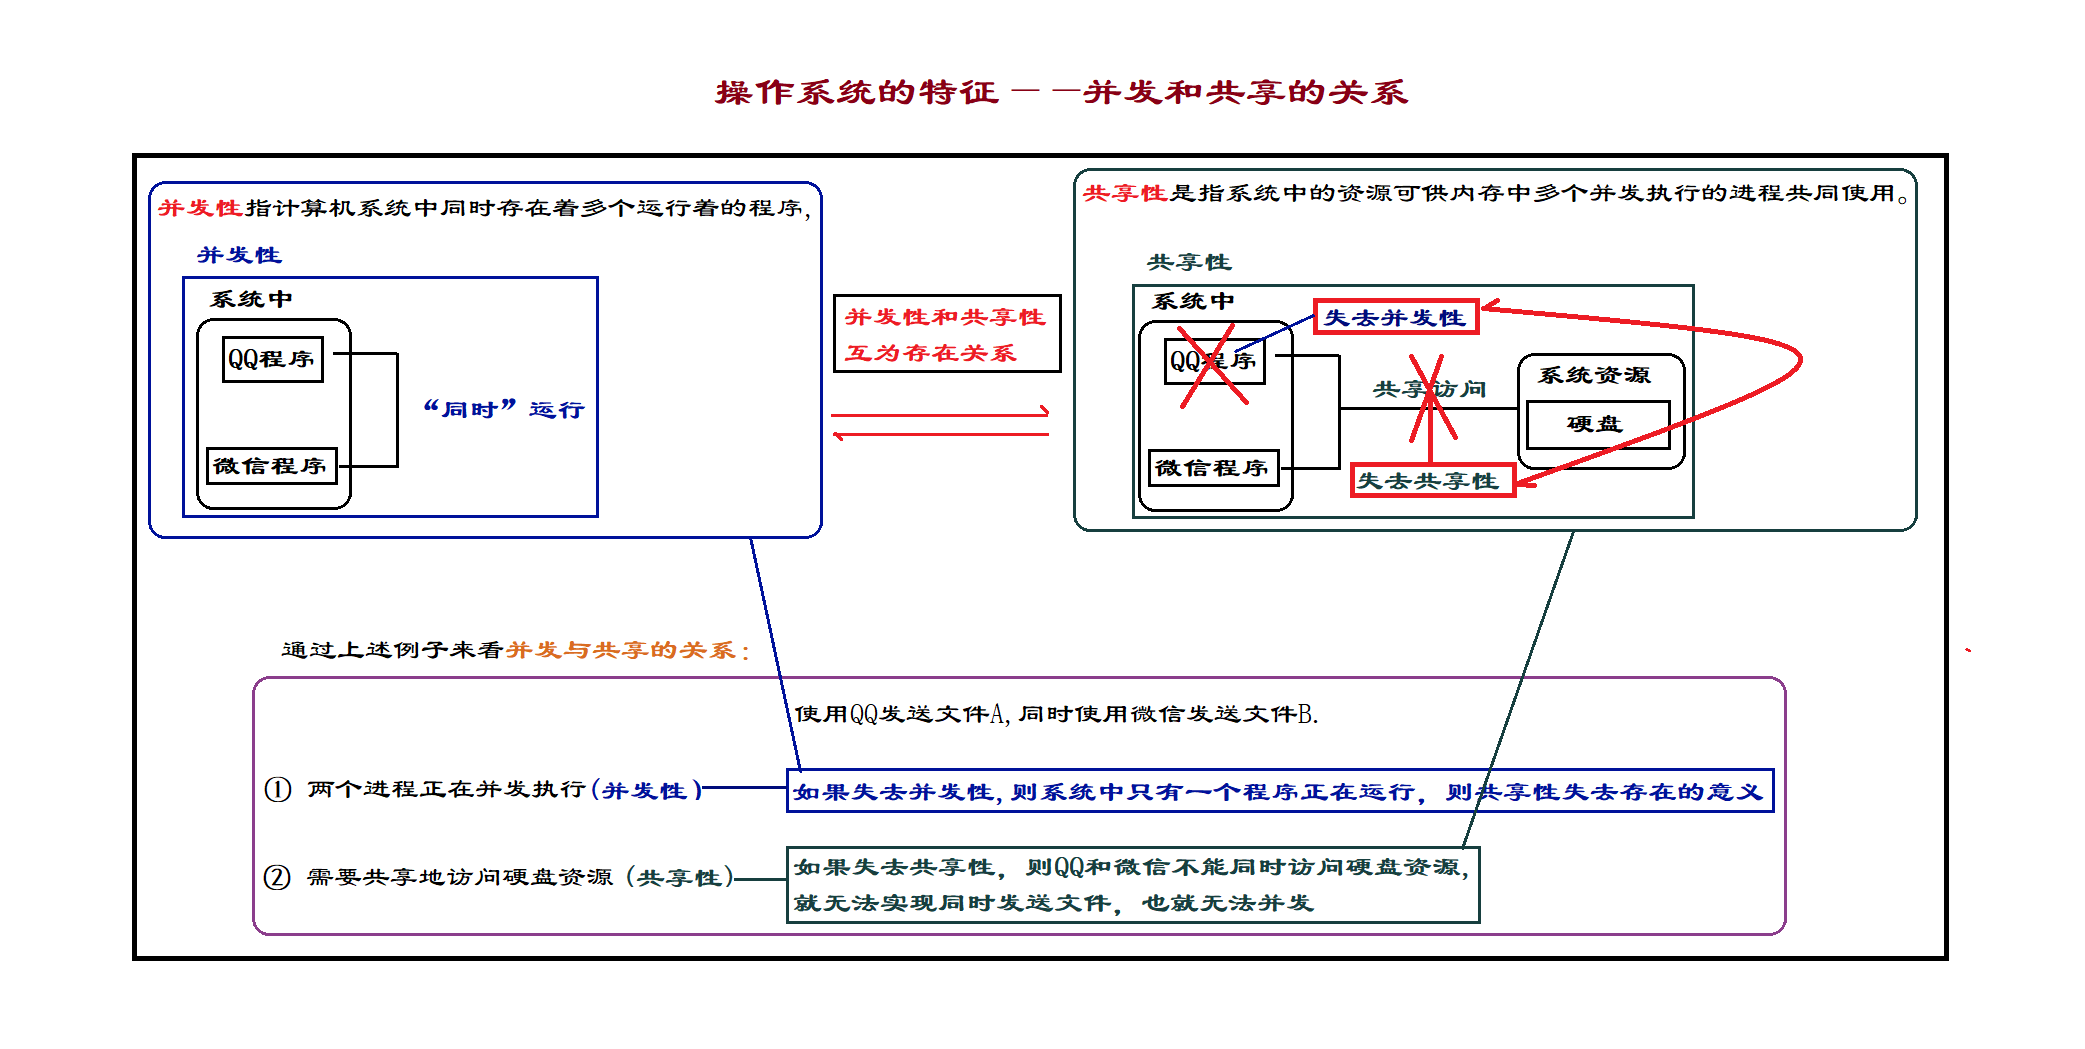 操作系统的特征——并发和共享的关系
并发性指计算机系统中同时存在着多个运行着的程序,
并发性
系统中
QQ程序
“同时”运行
微信程序
并发性和共享性
互为存在关系
共享性是指系统中的资源可供内存中多个并发执行的进程共同使用。
共享性
系统中
失去并发性
QQ程序
共享访问
系统资源
硬盘
微信程序
失去共享性
通过上述例子来看并发与共享的关系:
使用QQ发送文件A,同时使用微信发送文件B.
① 两个进程正在并发执行(并发性)
如果失去并发性,则系统中只有一个程序正在运行，则共享性失去存在的意义
② 需要共享地访问硬盘资源 (共享性)
如果失去共享性，则QQ和微信不能同时访问硬盘资源,
就无法实现同时发送文件，也就无法并发